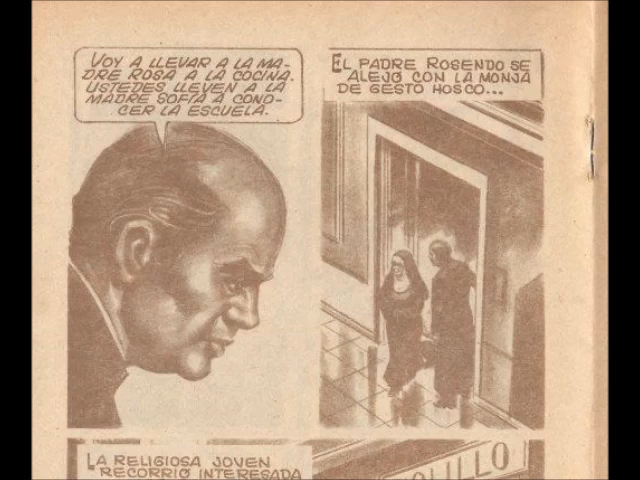 VOY A LLEVAR A LA MA-
DRE ROSA A LA COCINA.
USTEDES LLEVEN A LA
MADRE SOFÍA A CONO-
CER LA ESCUELA.
EL PADRE ROSENDO SE
ALEJÓ CON LA MONJA
DE GESTO HOSCO...
LA RELIGIOSA JOVEN
RECORRIÓ INTERESADA